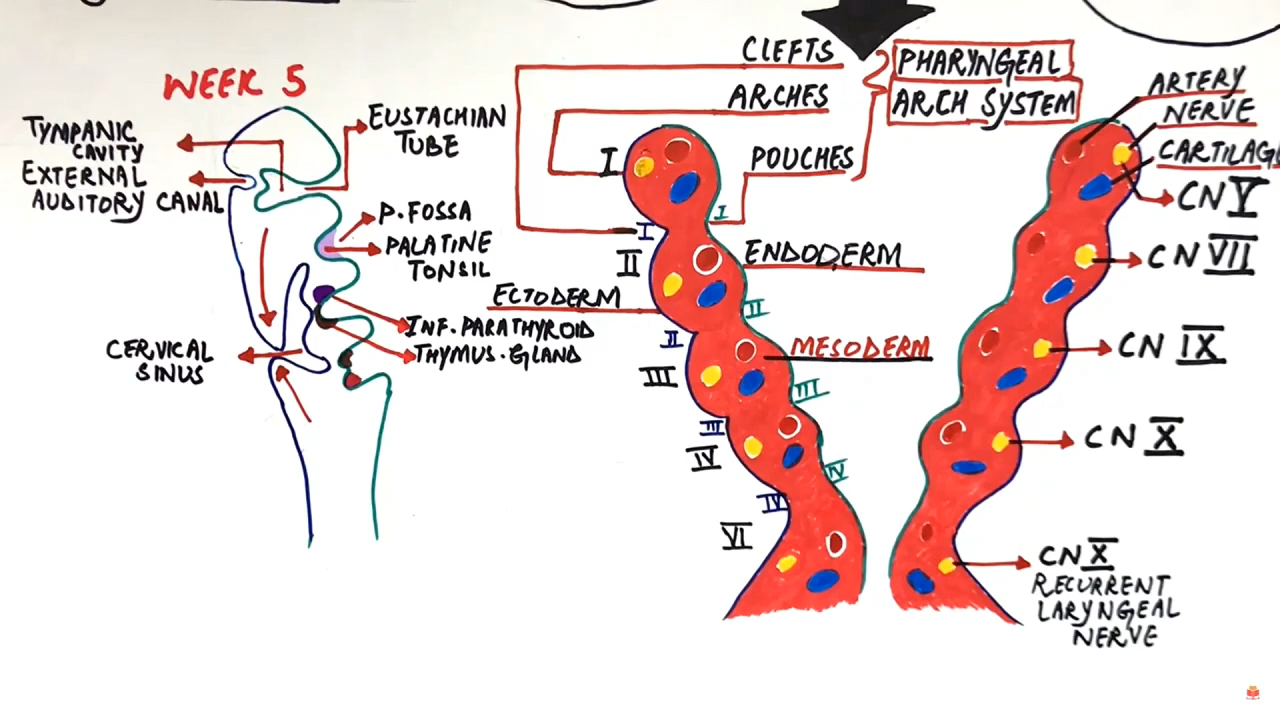 WEEK 5
TYMPANIC
CAVITY
EXTERNAL
AUDITORY CANAL
EUSTACHIAN
TUBE
P. FOSSA
PALATINE
TONSIL
INF. PARATHYROID
THYMUS. GLAND
CERVICAL
SINUS
CLEFTS
ARCHES
POUCHES
PHARYNGEAL
ARCH SYSTEM
I
I
I
II
ENDODERM
ECTODERM
II
II
MESODERM
III
III
III
IV
IV
IV
VI
ARTERY
NERVE
CARTILAG
CN V
CN VII
CN IX
CN X
CN X
RECURRENT
LARYNGEAL
NERVE